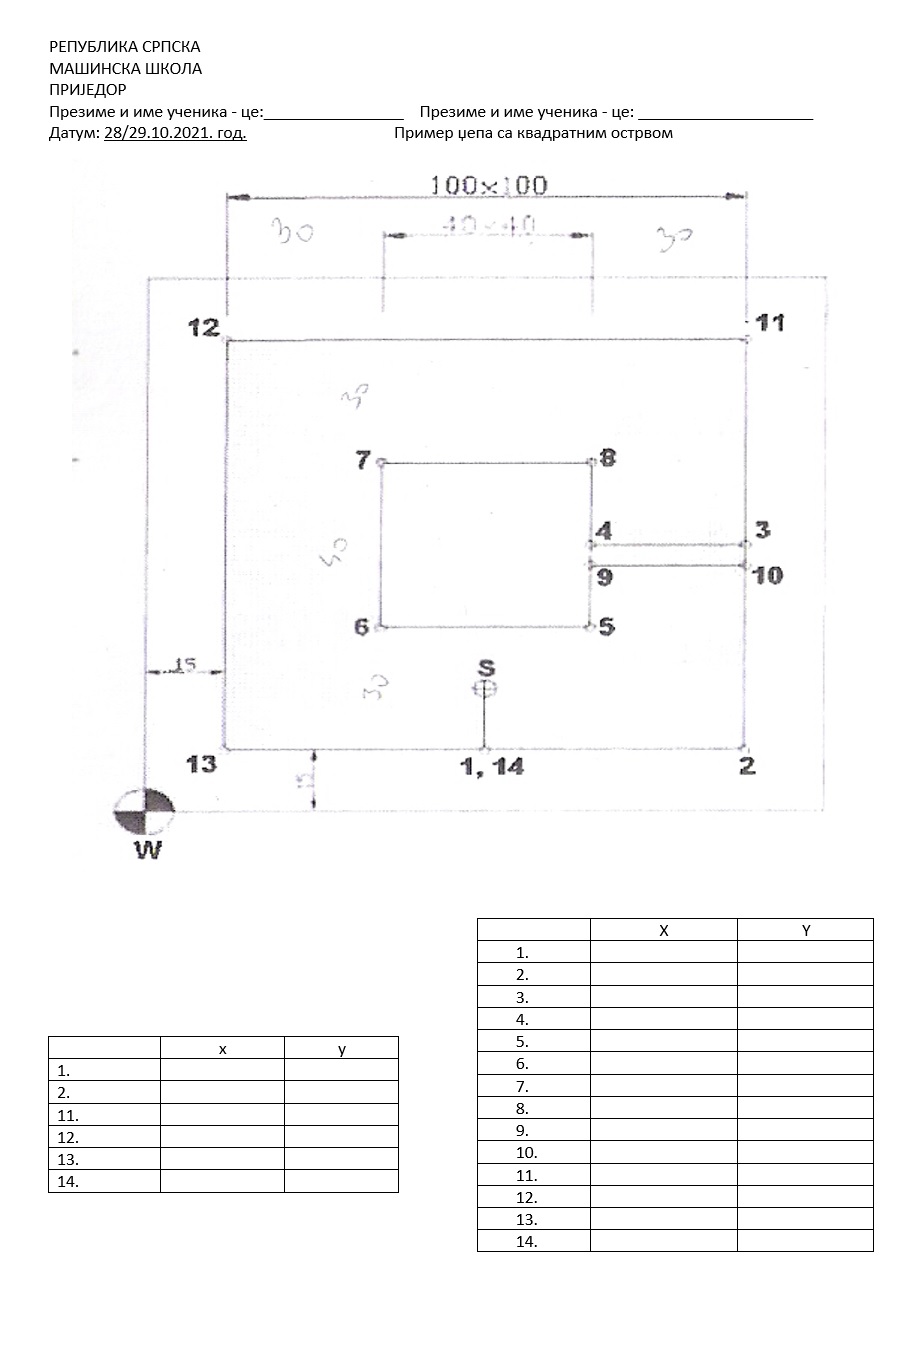 РЕПУБЛИКА СРПСКА
МАШИНСКА ШКОЛА
ПРИЈЕДОР
Презиме и име ученика - це:________________ Презиме и име ученика - це: ____________________
Датум: 28/29.10.2021. год. Пример џепа са квадратним острвом
100×100
30 40×40 30
12 11
30
7 8
4 3
40
9 10
6 5
15 S
30
13 1, 14 2
15
W
X Y
1.
2.
3.
4.
5.
6.
7.
8.
9.
10.
11.
12.
13.
14.
x y
1.
2.
11.
12.
13.
14.